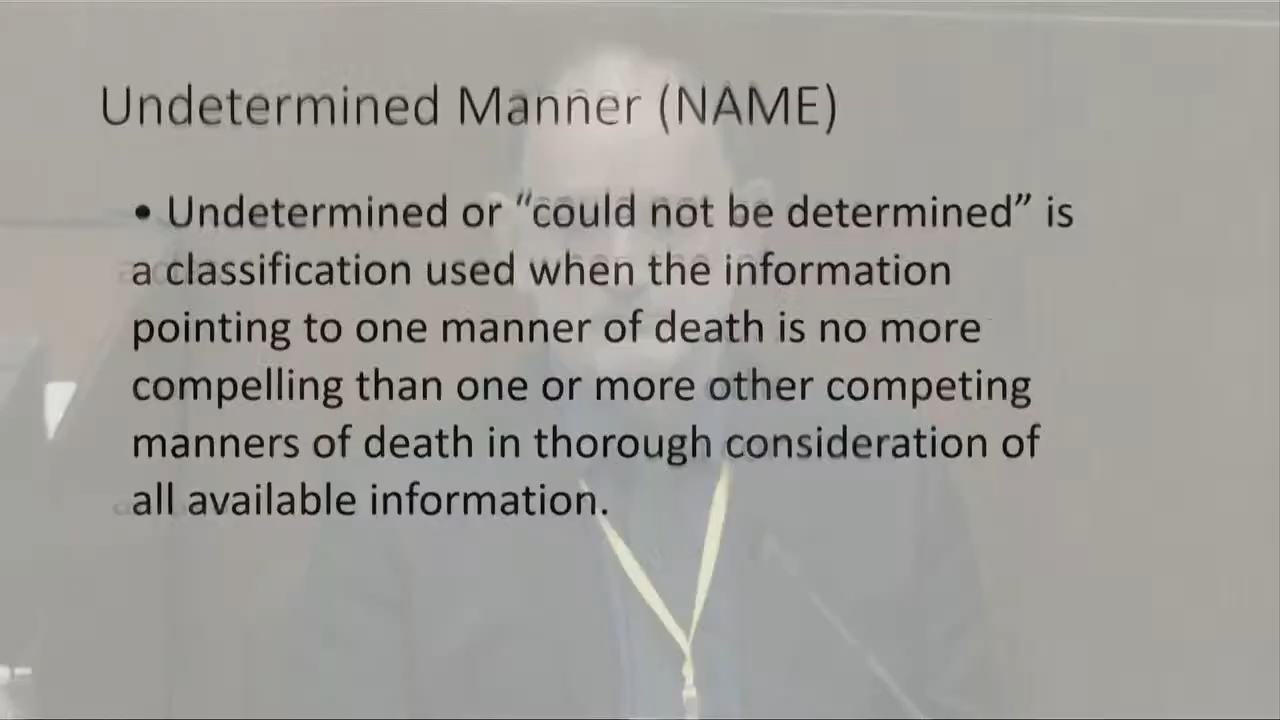 Undetermined Manner (NAME)
• Undetermined or “could not be determined” is
a classification used when the information
pointing to one manner of death is no more
compelling than one or more other competing
manners of death in thorough consideration of
all available information.